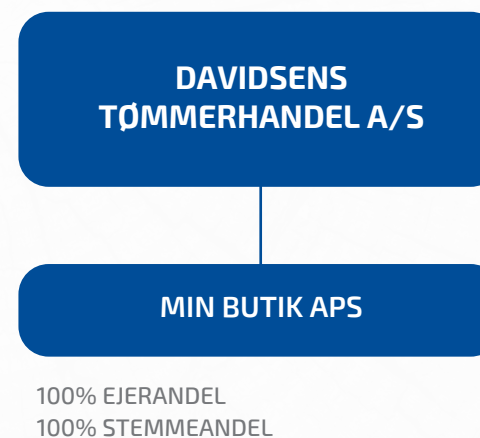 DAVIDSENS
TØMMERHANDEL A/S
MIN BUTIK APS
100% EJERANDEL
100% STEMMEANDEL